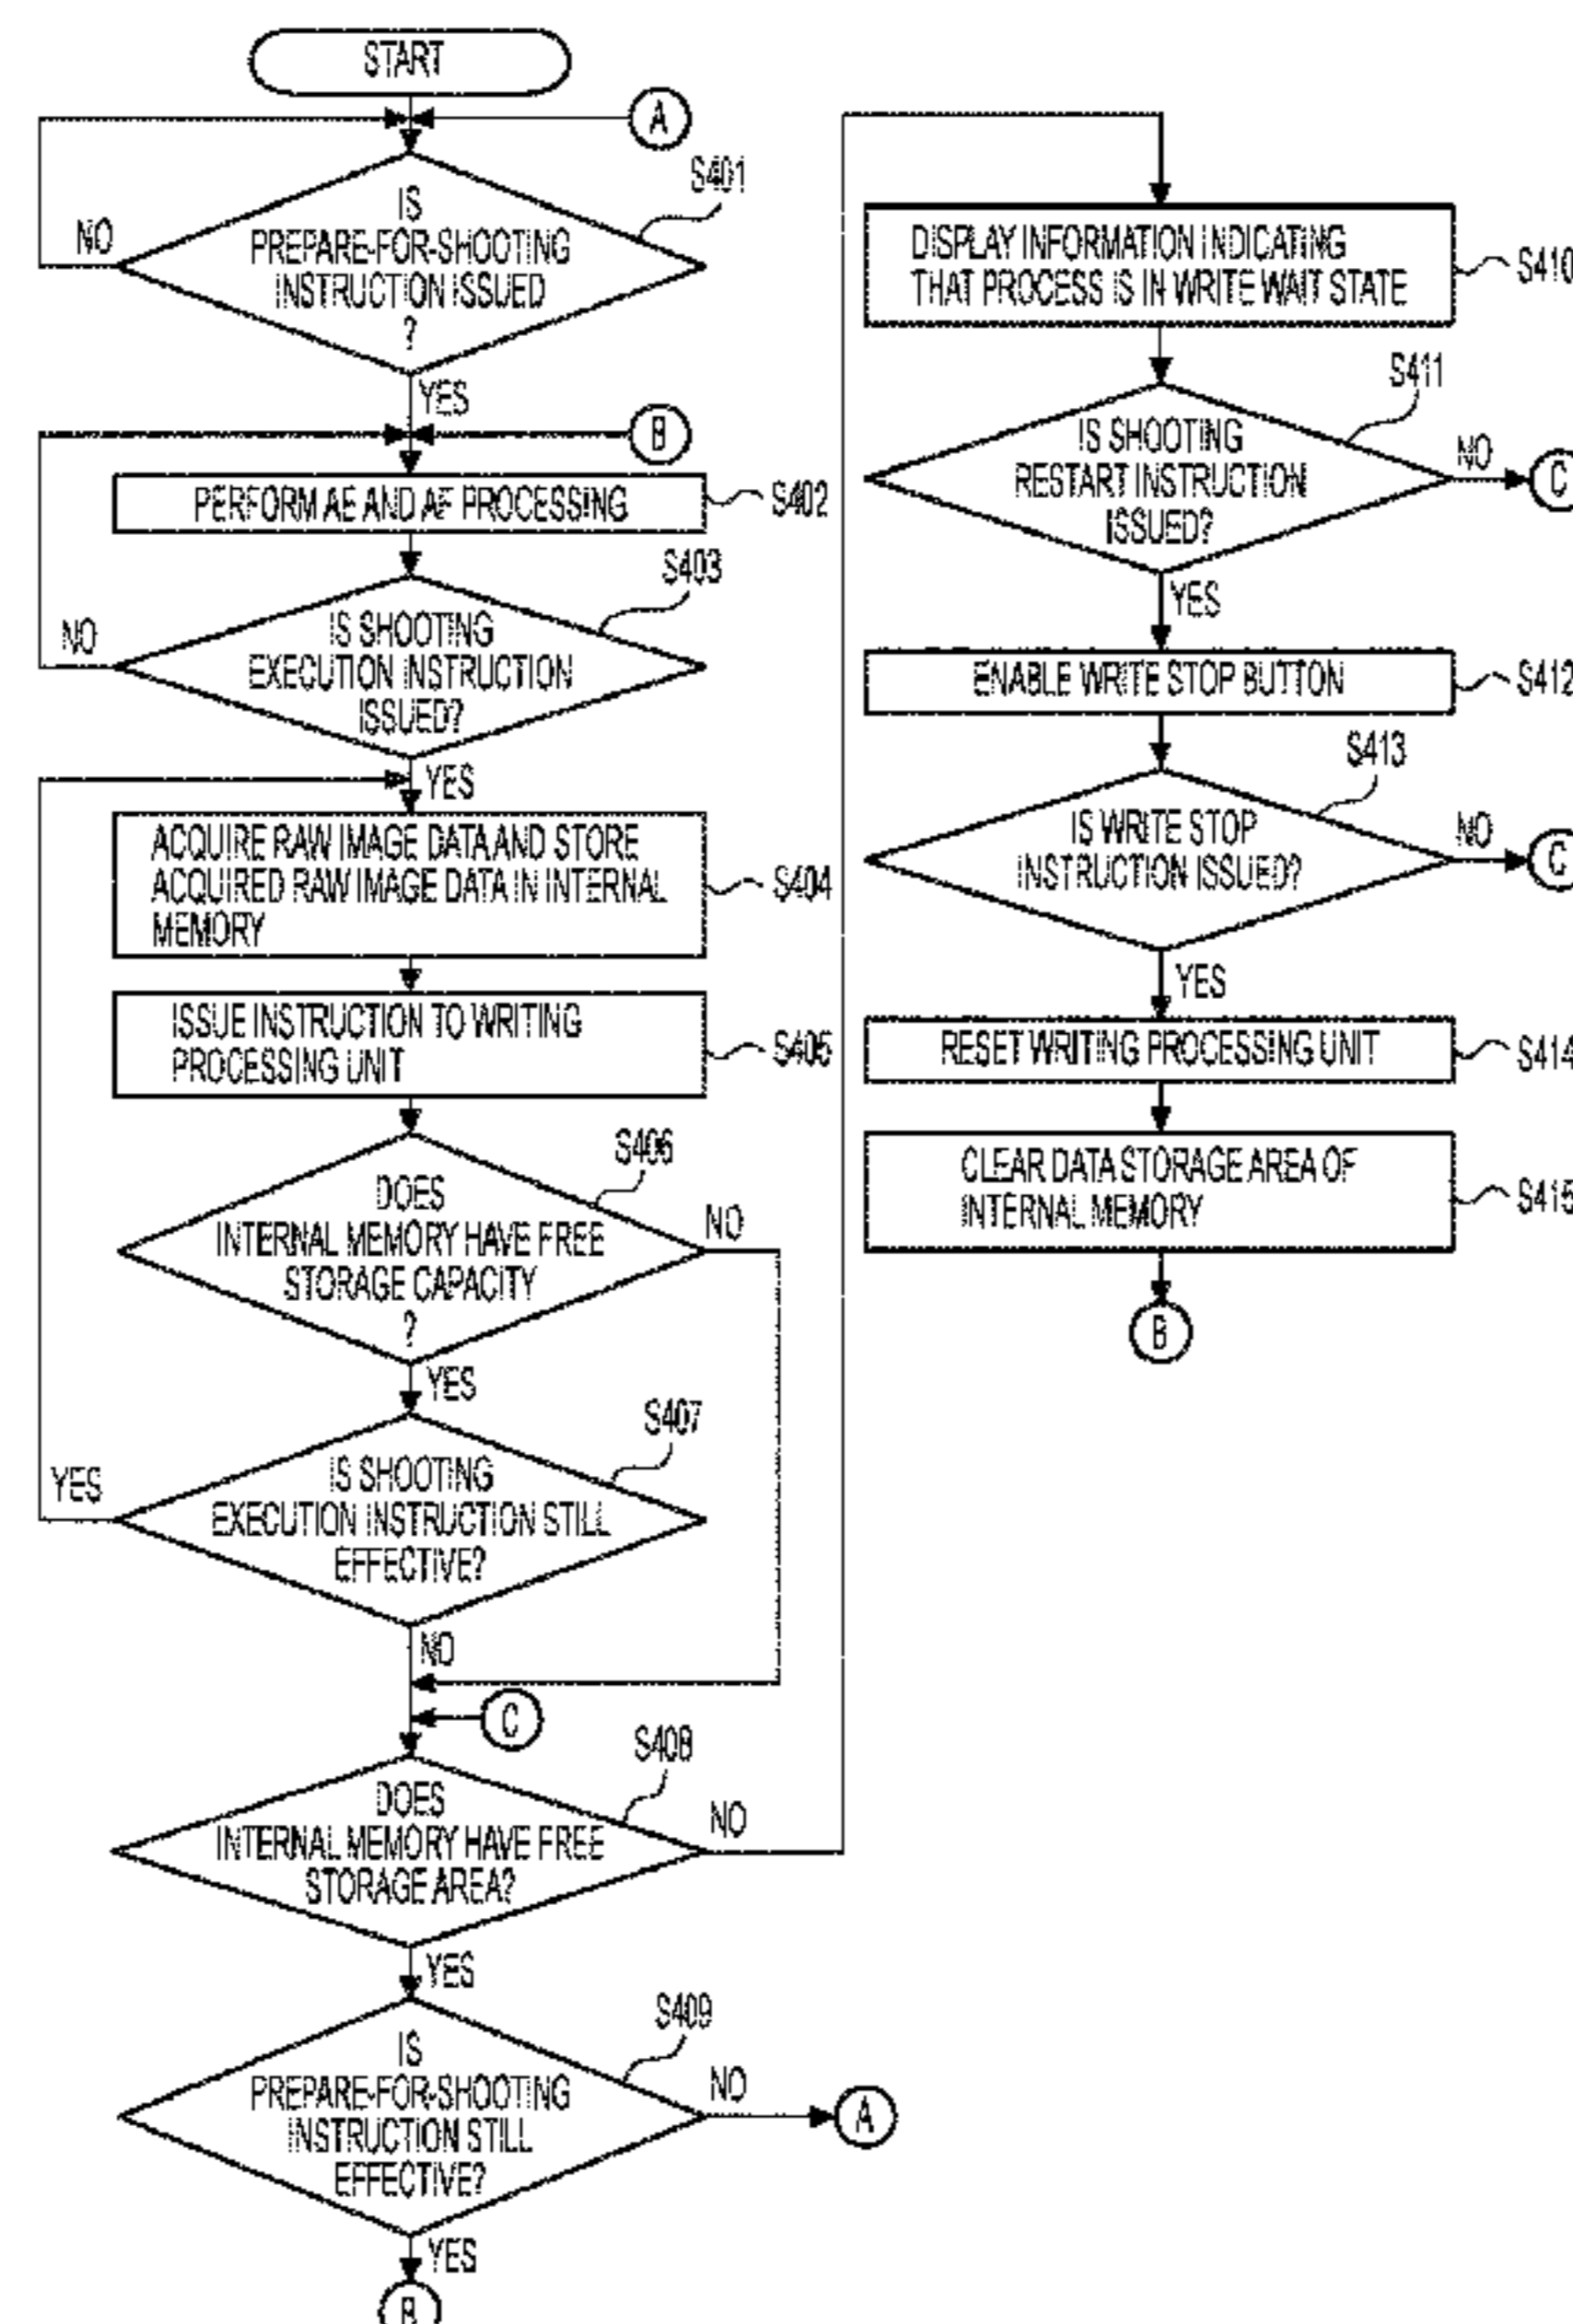 START
A
S401
IS
PREPARE-FOR-SHOOTING
INSTRUCTION ISSUED
?
NO
YES
B
PERFORM AE AND AF PROCESSING
S402
S403
IS SHOOTING
EXECUTION INSTRUCTION
ISSUED?
NO
YES
ACQUIRE RAW IMAGE DATA AND STORE
ACQUIRED RAW IMAGE DATA IN INTERNAL
MEMORY
S404
ISSUE INSTRUCTION TO WRITING
PROCESSING UNIT
S405
S406
DOES
INTERNAL MEMORY HAVE FREE
STORAGE CAPACITY
?
NO
YES
S407
IS SHOOTING
EXECUTION INSTRUCTION STILL
EFFECTIVE?
YES
NO
C
S408
DOES
INTERNAL MEMORY HAVE FREE
STORAGE AREA?
NO
YES
S409
IS
PREPARE-FOR-SHOOTING
INSTRUCTION STILL
EFFECTIVE?
NO
A
YES
B
DISPLAY INFORMATION INDICATING
THAT PROCESS IS IN WRITE WAIT STATE
S410
S411
IS SHOOTING
RESTART INSTRUCTION
ISSUED?
NO
C
YES
ENABLE WRITE STOP BUTTON
S412
S413
IS WRITE STOP
INSTRUCTION ISSUED?
NO
C
YES
RESET WRITING PROCESSING UNIT
S414
CLEAR DATA STORAGE AREA OF
INTERNAL MEMORY
S415
B